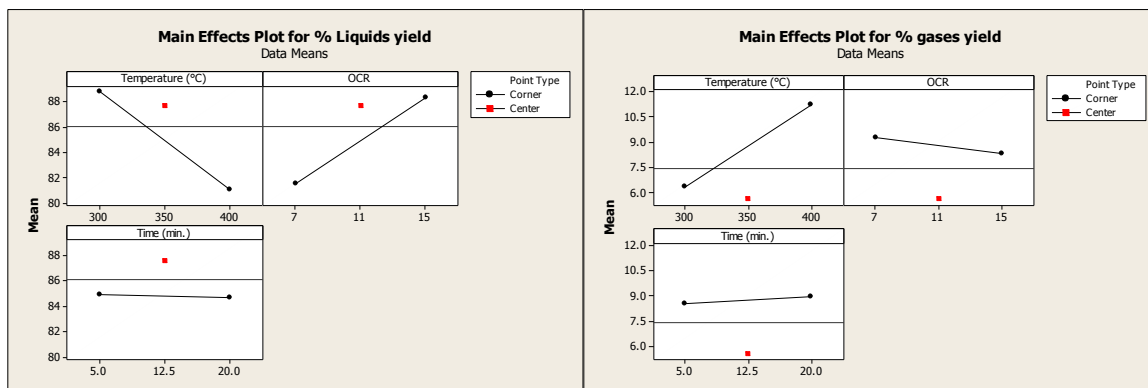 Main Effects Plot for % Liquids yield
Data Means
Temperature (°C) OCR
Point Type
Corner
Center
88
86
84
82
80
300 350 400 7 11 15
Time (min.)
88
86
84
82
80
5.0 12.5 20.0
Mean
Main Effects Plot for % gases yield
Data Means
Temperature (°C) OCR
Point Type
Corner
Center
12.0
10.5
9.0
7.5
6.0
300 350 400 7 11 15
Time (min.)
12.0
10.5
9.0
7.5
6.0
5.0 12.5 20.0
Mean